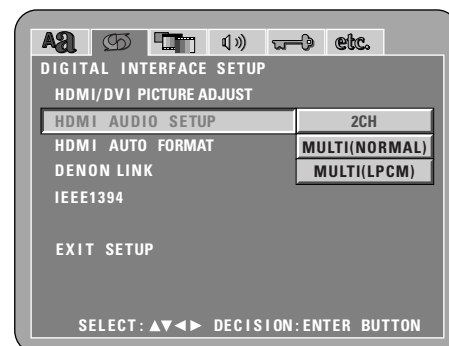 Aa etc.
DIGITAL INTERFACE SETUP
HDMI/DVI PICTURE ADJUST
HDMI AUDIO SETUP 2CH
HDMI AUTO FORMAT MULTI(NORMAL)
DENON LINK MULTI(LPCM)
IEEE1394
EXIT SETUP
SELECT:▲▼◄► DECISION:ENTER BUTTON